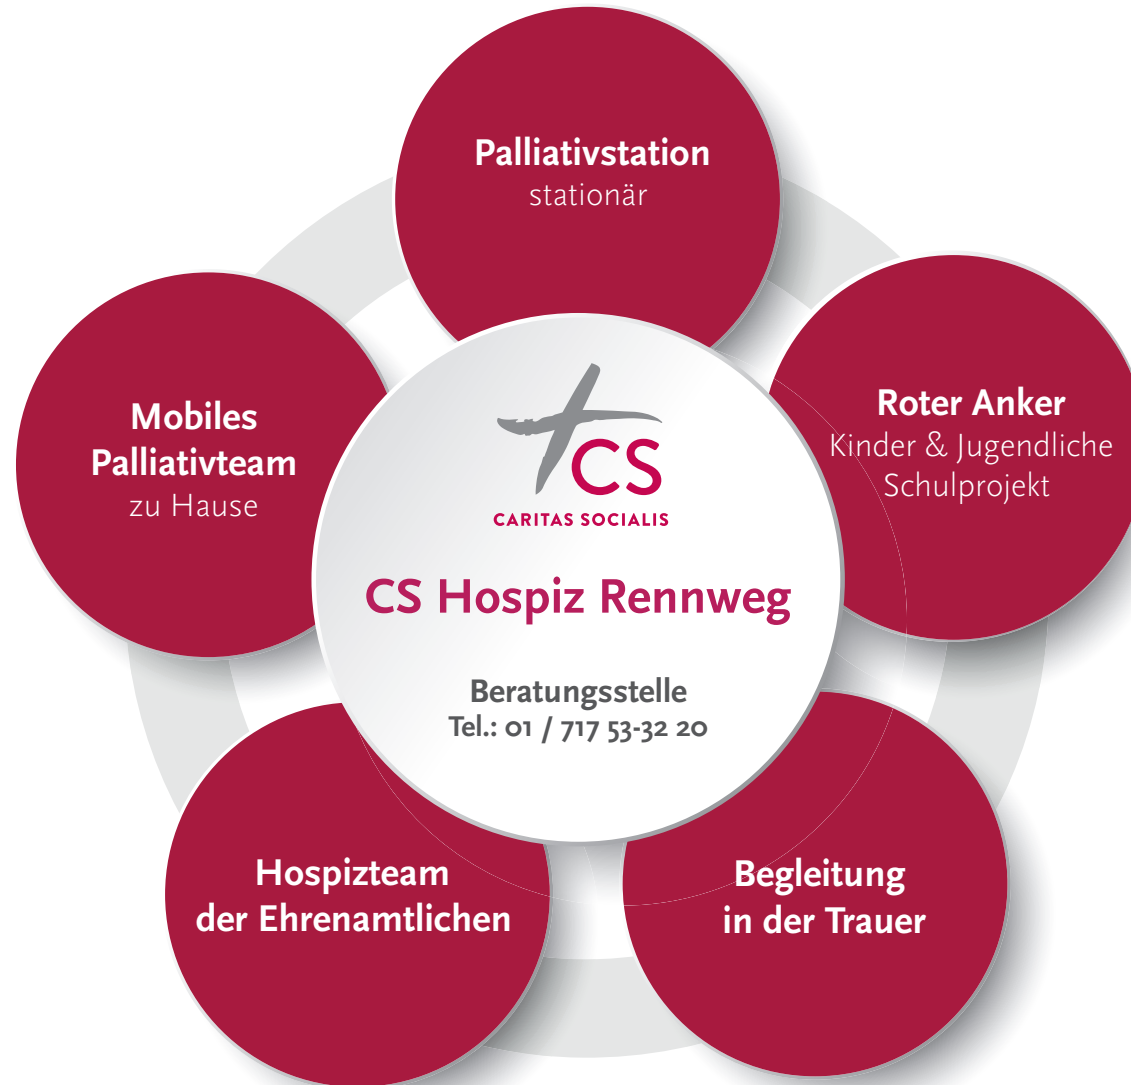 Palliativstation
stationär
Mobiles
Palliativteam
zu Hause
Roter Anker
Kinder & Jugendliche
Schulprojekt
CS
CARITAS SOCIALIS
CS Hospiz Rennweg
Beratungsstelle
Tel.: 01 / 717 53-32 20
Hospizteam
der Ehrenamtlichen
Begleitung
in der Trauer